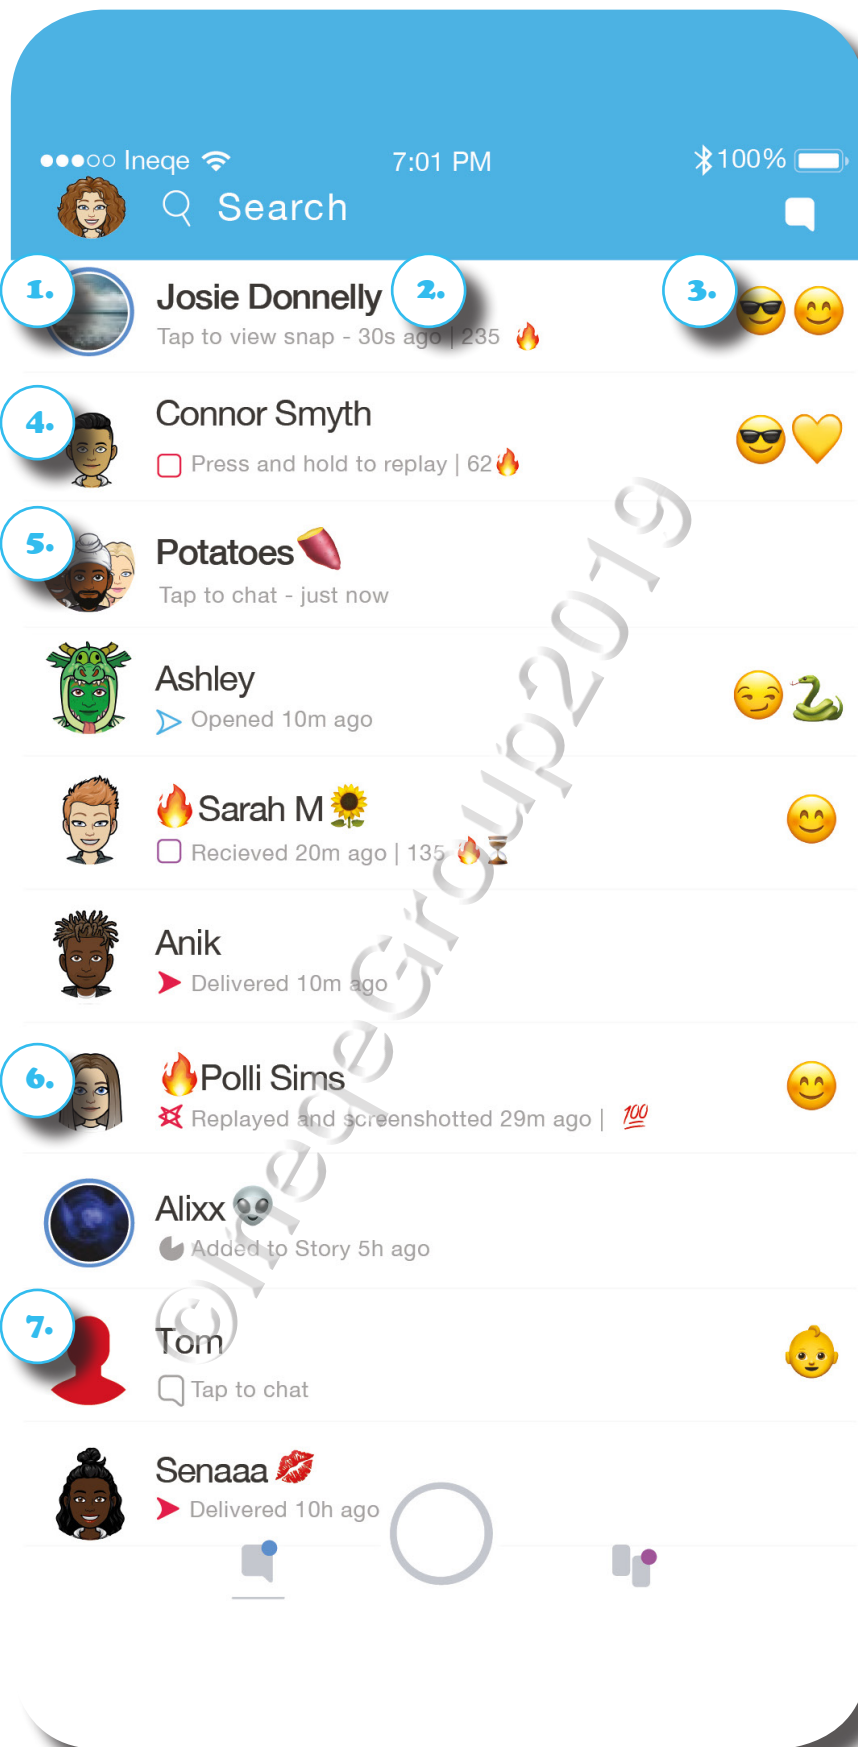 Ineqe 7:01 PM 100%
Search
1. Josie Donnelly 2. 3. 😎😊
Tap to view snap - 30s ago | 235 🔥
4. Connor Smyth 😎💛
Press and hold to replay | 62🔥
5. Potatoes🍠
Tap to chat - just now
Ashley 😏🐍
Opened 10m ago
🔥Sarah M🌻 😊
Recieved 20m ago | 135 🔥⌛
Anik
Delivered 10m ago
6. 🔥Polli Sims 😊
Replayed and screenshotted 29m ago | 💯
Alixx👽
Added to Story 5h ago
7. Tom 👶
Tap to chat
Senaaa💋
Delivered 10h ago
©IneqeGroup2019